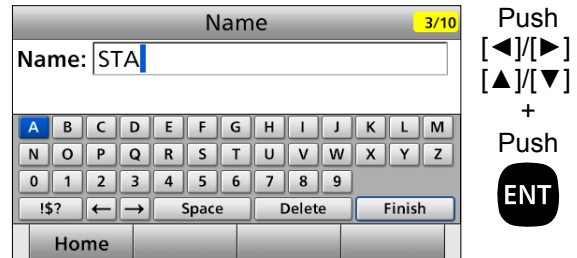 Name 3/10
Name: STA
A B C D E F G H I J K L M
N O P Q R S T U V W X Y Z
0 1 2 3 4 5 6 7 8 9
!$? ← → Space Delete Finish
Home
Push
[◄]/[►]
[▲]/[▼]
+
Push
ENT